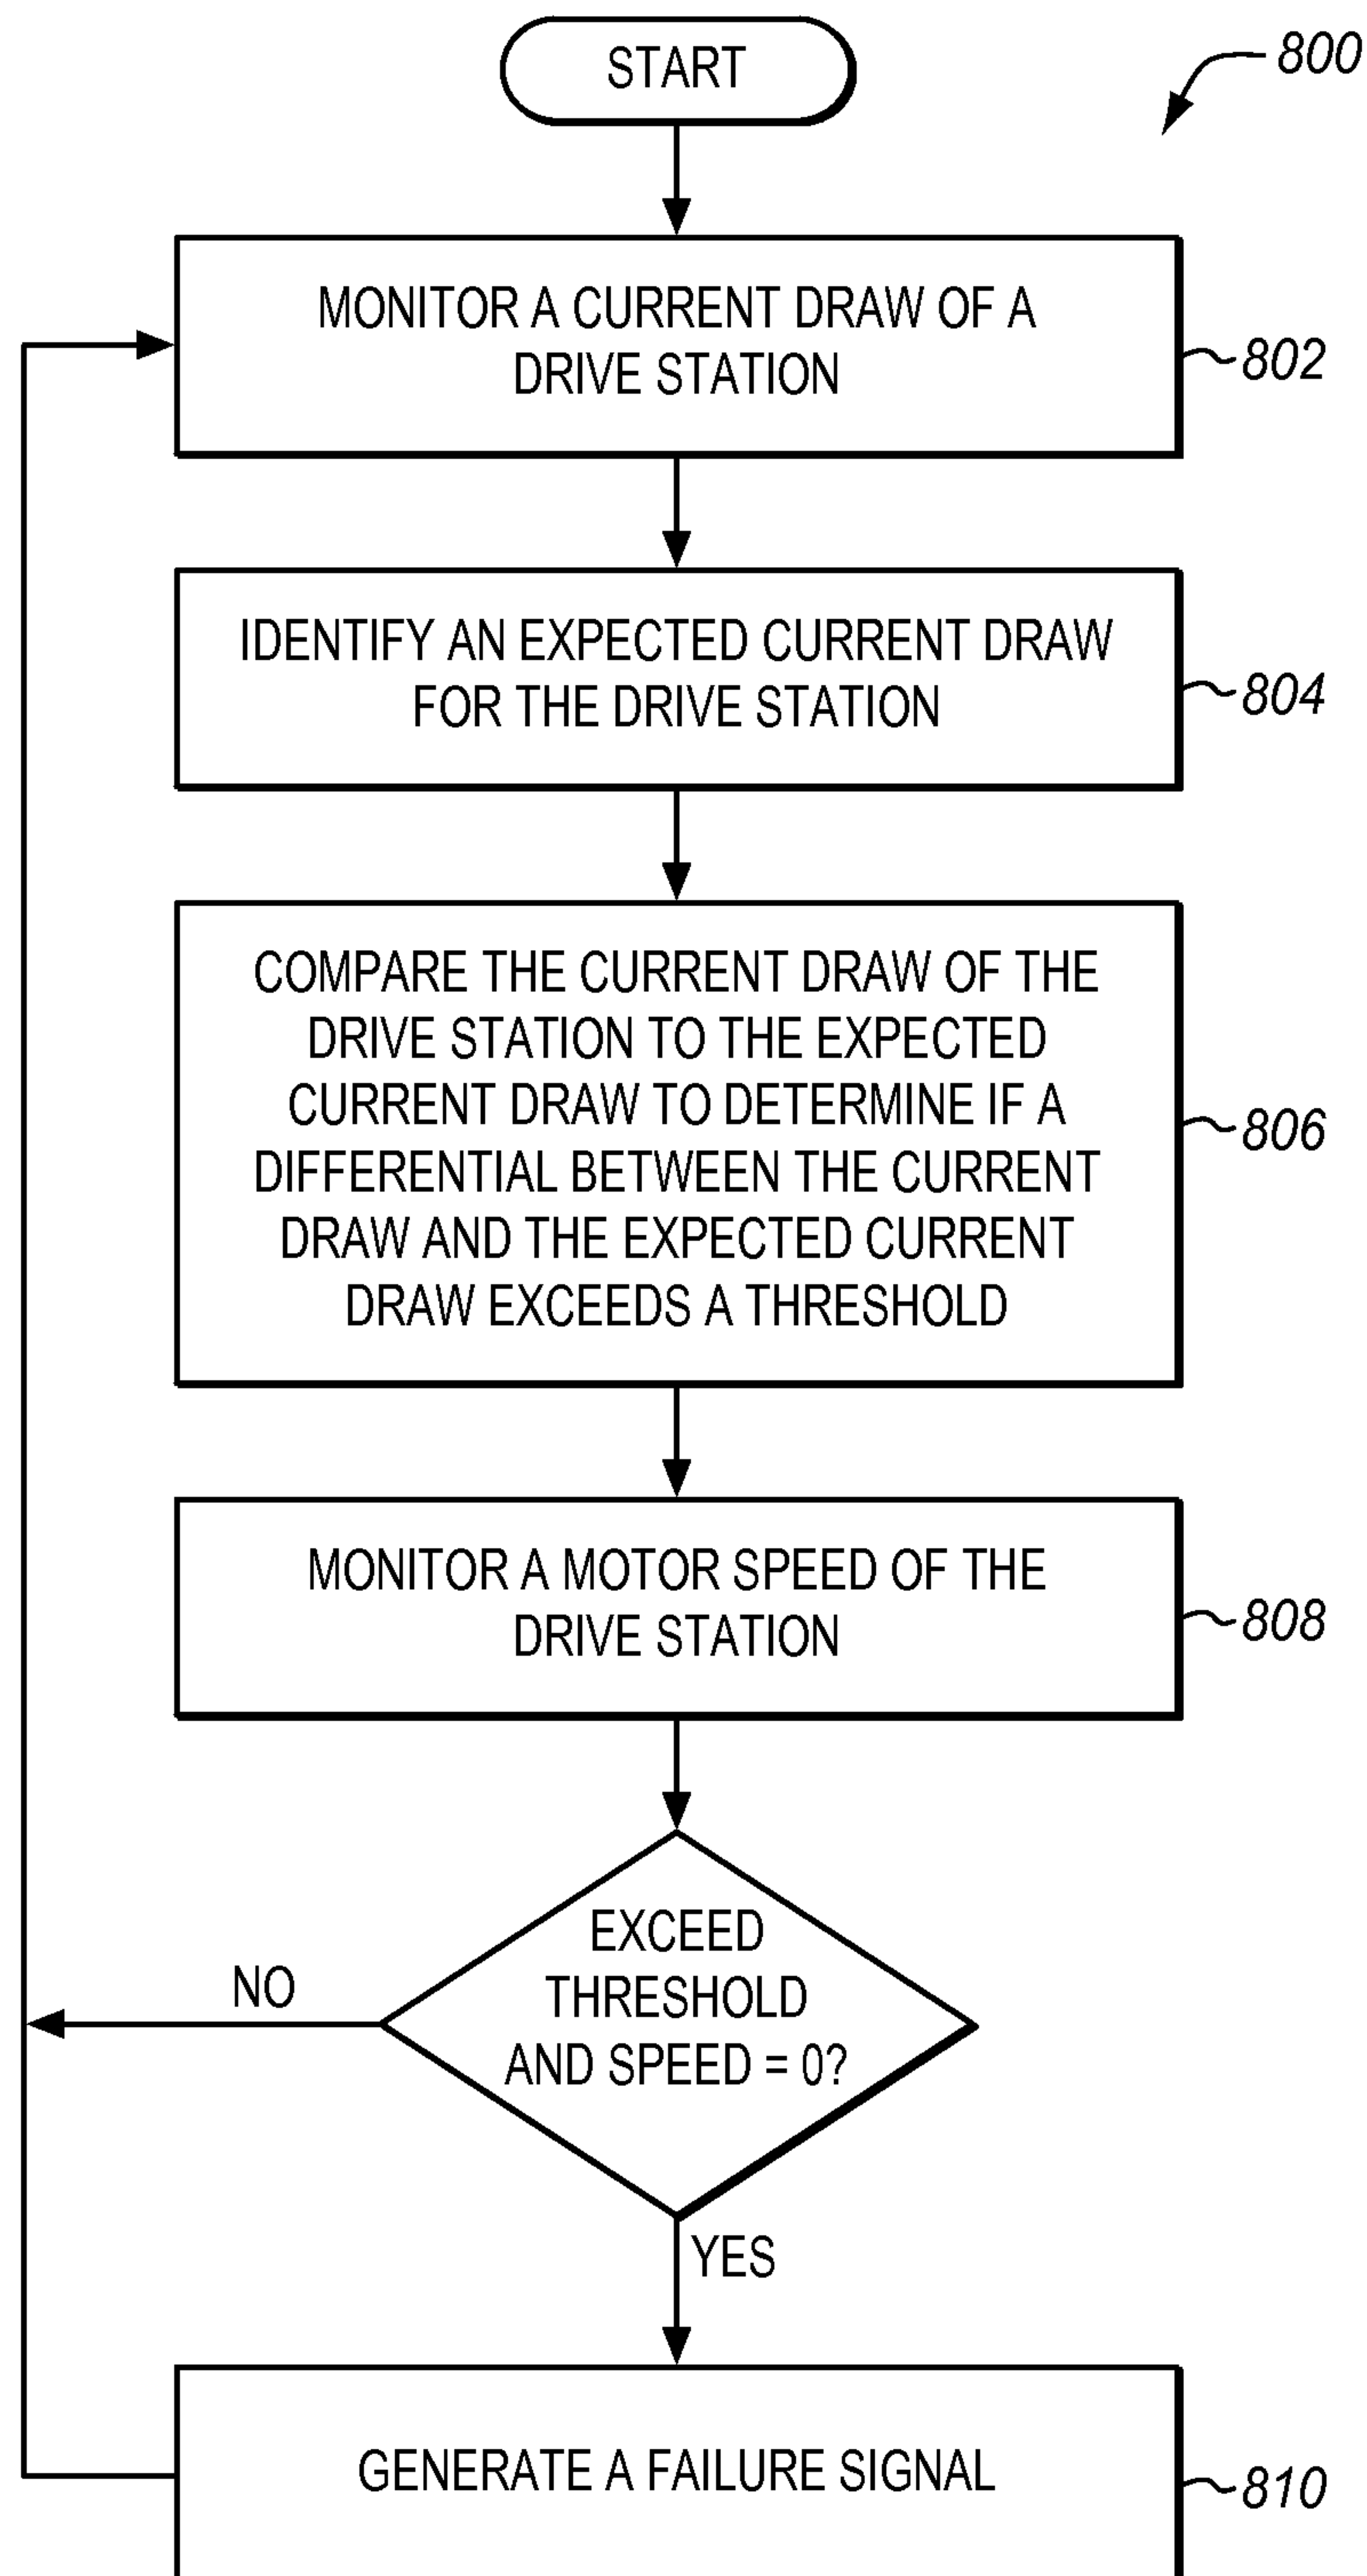 START
800
MONITOR A CURRENT DRAW OF A
DRIVE STATION
802
IDENTIFY AN EXPECTED CURRENT DRAW
FOR THE DRIVE STATION
804
COMPARE THE CURRENT DRAW OF THE
DRIVE STATION TO THE EXPECTED
CURRENT DRAW TO DETERMINE IF A
DIFFERENTIAL BETWEEN THE CURRENT
DRAW AND THE EXPECTED CURRENT
DRAW EXCEEDS A THRESHOLD
806
MONITOR A MOTOR SPEED OF THE
DRIVE STATION
808
EXCEED
THRESHOLD
AND SPEED = 0?
NO
YES
GENERATE A FAILURE SIGNAL
810